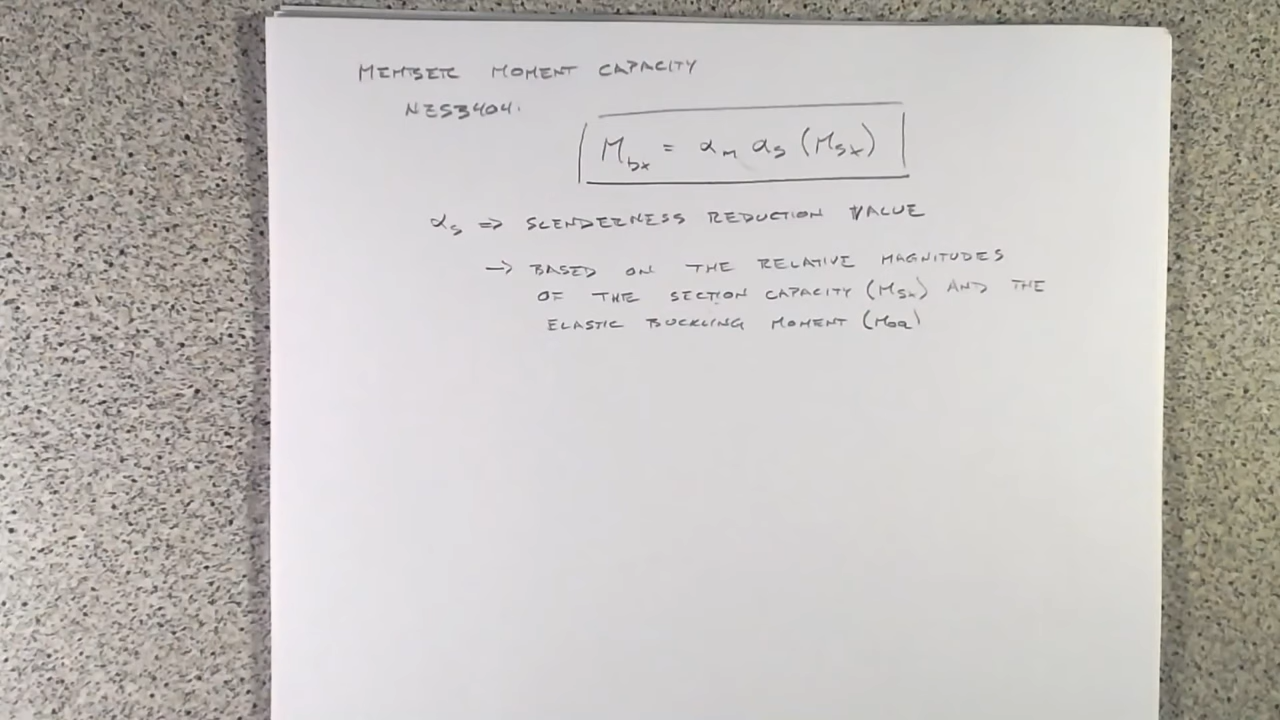 MEMBER MOMENT CAPACITY
NZS3404.
M_bx = α_m α_s (M_sx)
α_s ⇒ SLENDERNESS REDUCTION VALUE
→ BASED ON THE RELATIVE MAGNITUDES
OF THE SECTION CAPACITY (M_sx) AND THE
ELASTIC BUCKLING MOMENT (M_oa)